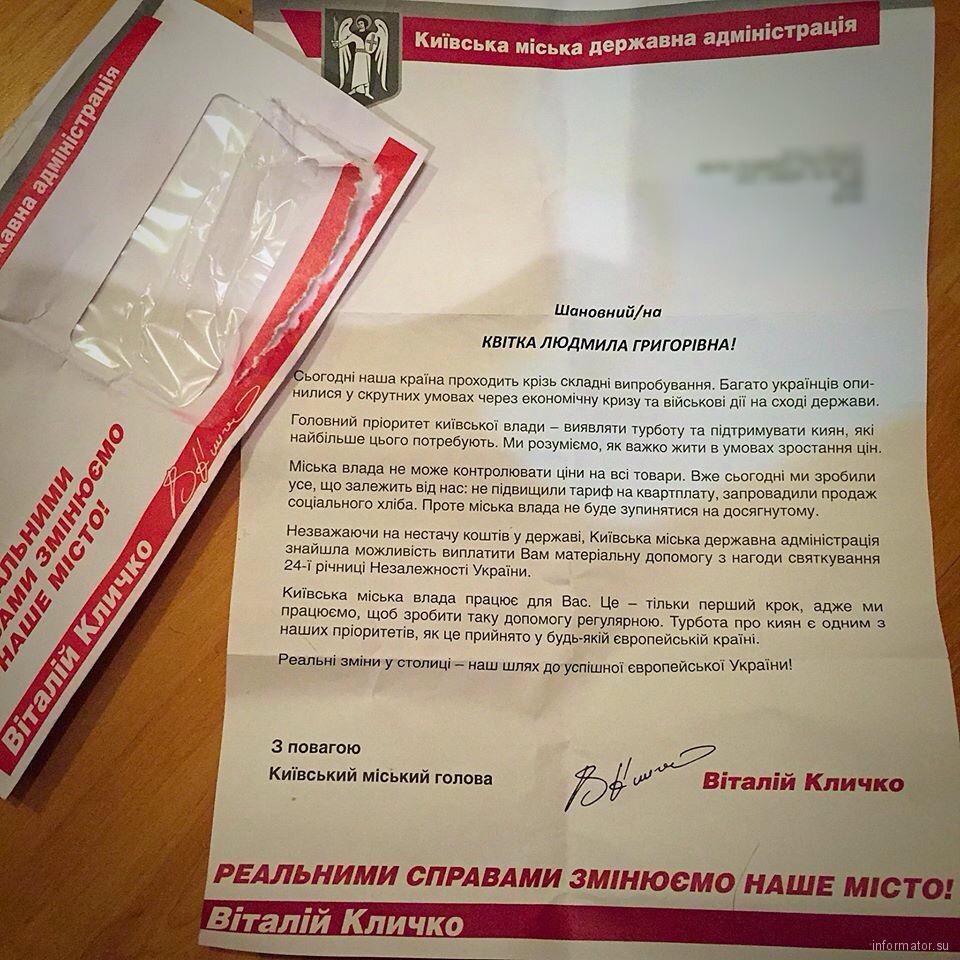 Київська міська державна адміністрація
Шановний/на
КВІТКА ЛЮДМИЛА ГРИГОРІВНА!
Сьогодні наша країна проходить крізь складні випробування. Багато українців опи-
нилися у скрутних умовах через економічну кризу та військові дії на сході держави.
Головний пріоритет київської влади – виявляти турботу та підтримувати киян, які
найбільше цього потребують. Ми розуміємо, як важко жити в умовах зростання цін.
Міська влада не може контролювати ціни на всі товари. Вже сьогодні ми зробили
усе, що залежить від нас: не підвищили тариф на квартплату, запровадили продаж
соціального хліба. Проте міська влада не буде зупинятися на досягнутому.
Незважаючи на нестачу коштів у державі, Київська міська державна адміністрація
знайшла можливість виплатити Вам матеріальну допомогу з нагоди святкування
24-ї річниці Незалежності України.
Київська міська влада працює для Вас. Це – тільки перший крок, адже ми
працюємо, щоб зробити таку допомогу регулярною. Турбота про киян є одним з
наших пріоритетів, як це прийнято у будь-якій європейській країні.
Реальні зміни у столиці – наш шлях до успішної європейської України!
З повагою
Київський міський голова
Віталій Кличко
РЕАЛЬНИМИ СПРАВАМИ ЗМІНЮЄМО НАШЕ МІСТО!
Віталій Кличко
жавна адміністрація
АЛЬНИМИ
ВАМИ ЗМІНЮЄМО
НАШЕ МІСТО!
Віталій Кличко
informator.su